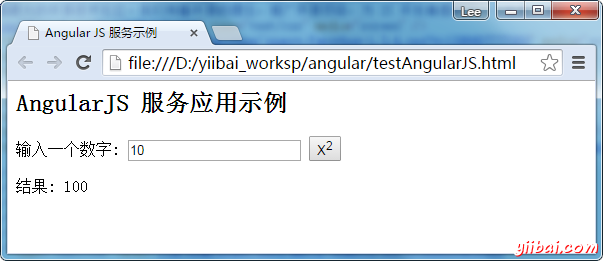 Lee
Angular JS 服务示例
file:///D:/yiibai_worksp/angular/testAngularJS.html
AngularJS 服务应用示例
输入一个数字: 10 X²
结果: 100
yiibai.com